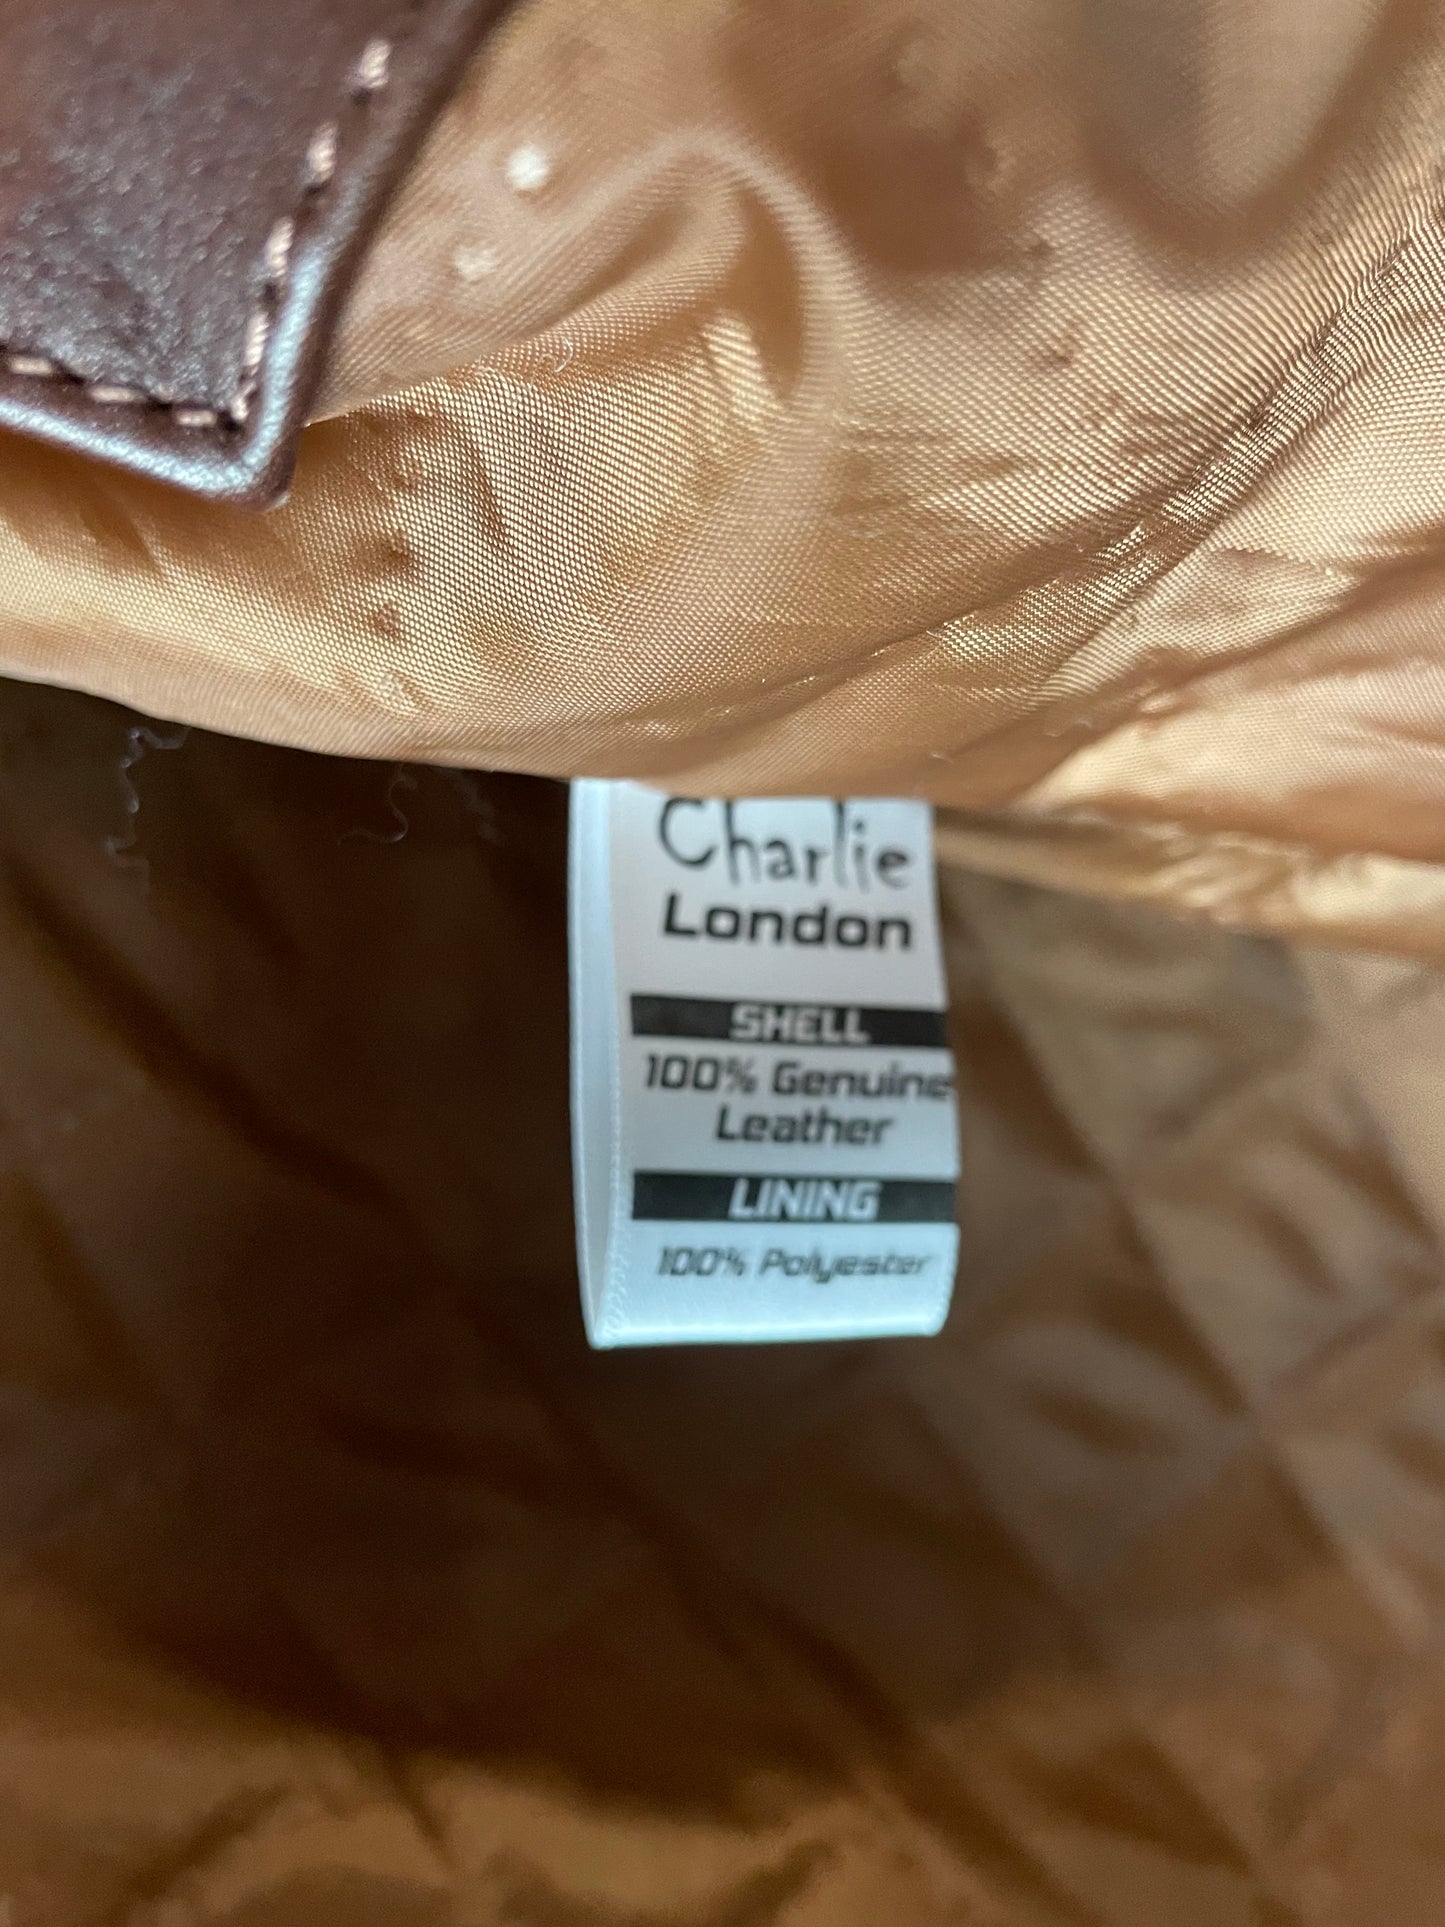 Charlie
London
SHELL
100% Genuine
Leather
LINING
100% Polyester